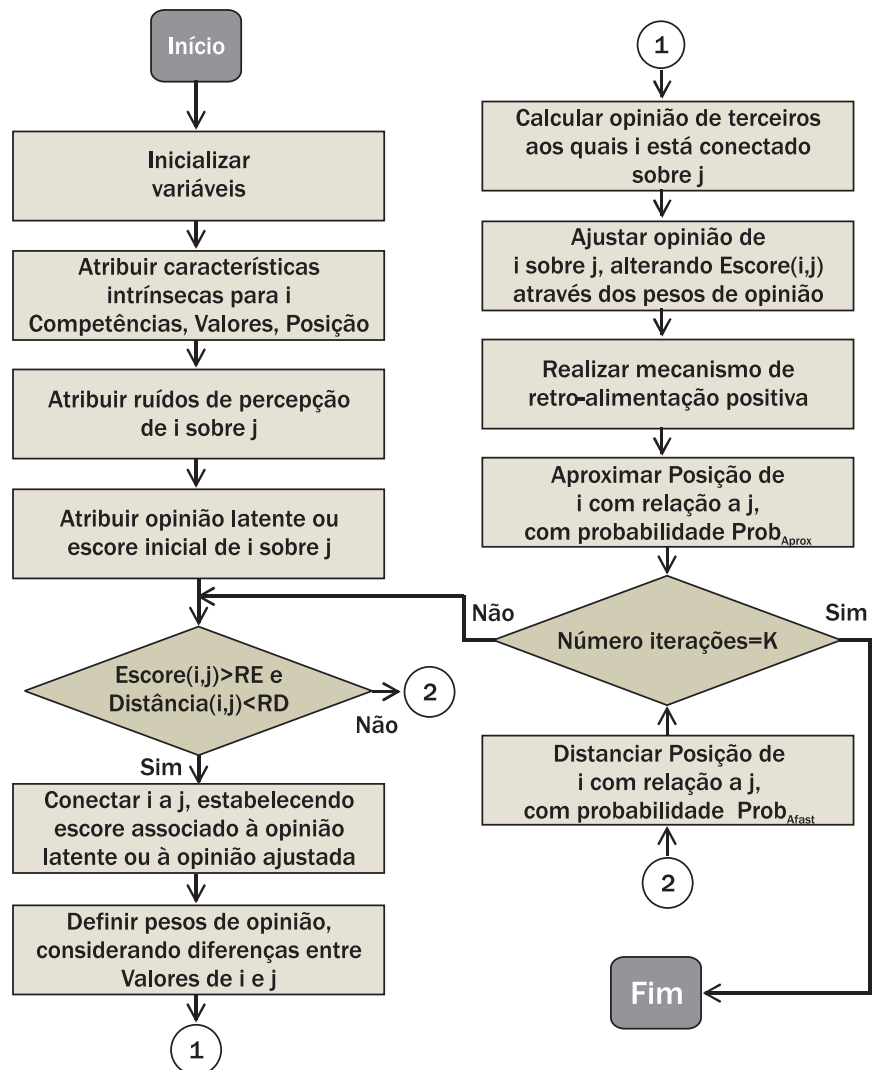 Início
Inicializar
variáveis
Atribuir características
intrínsecas para i
Competências, Valores, Posição
Atribuir ruídos de percepção
de i sobre j
Atribuir opinião latente ou
escore inicial de i sobre j
Escore(i,j)>RE e
Distância(i,j)<RD
Não
2
Sim
Conectar i a j, estabelecendo
escore associado à opinião
latente ou à opinião ajustada
Definir pesos de opinião,
considerando diferenças entre
Valores de i e j
1
1
Calcular opinião de terceiros
aos quais i está conectado
sobre j
Ajustar opinião de
i sobre j, alterando Escore(i,j)
através dos pesos de opinião
Realizar mecanismo de
retro-alimentação positiva
Aproximar Posição de
i com relação a j,
com probabilidade Prob_Aprox
Não
Sim
Número iterações=K
Distanciar Posição de
i com relação a j,
com probabilidade Prob_Afast
2
Fim